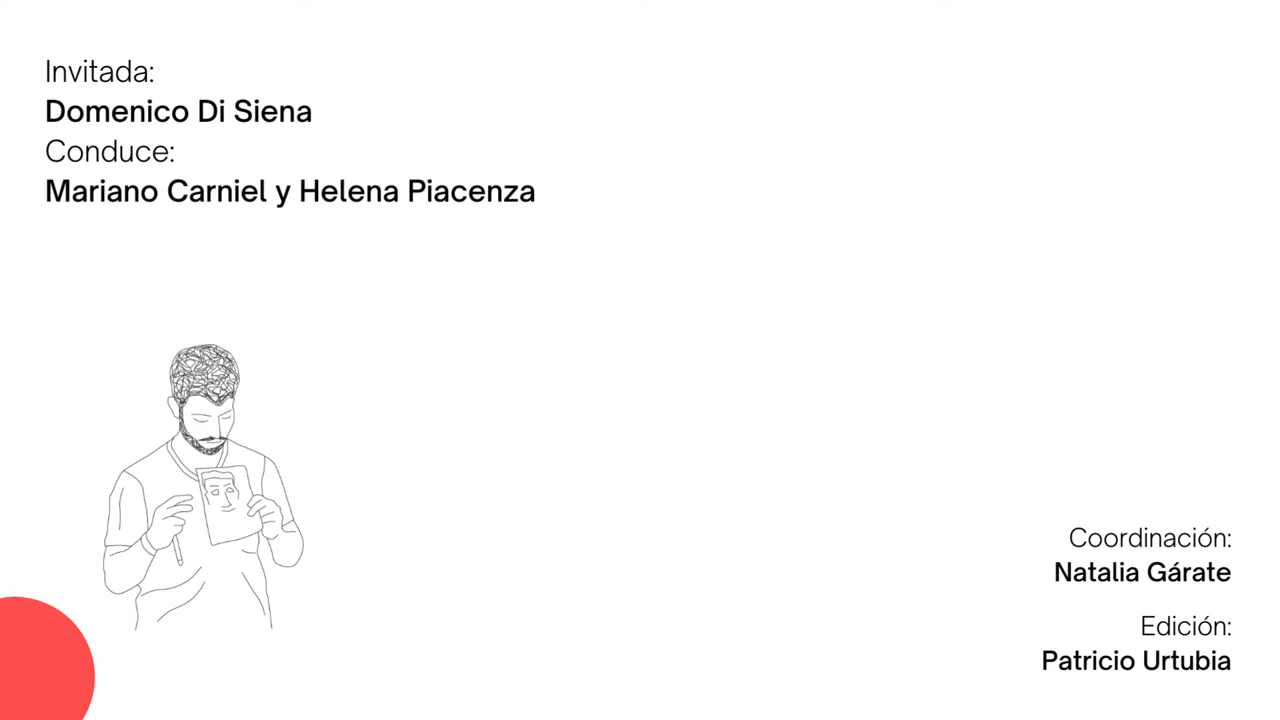 Invitada:
Domenico Di Siena
Conduce:
Mariano Carniel y Helena Piacenza
Coordinación:
Natalia Gárate
Edición:
Patricio Urtubia